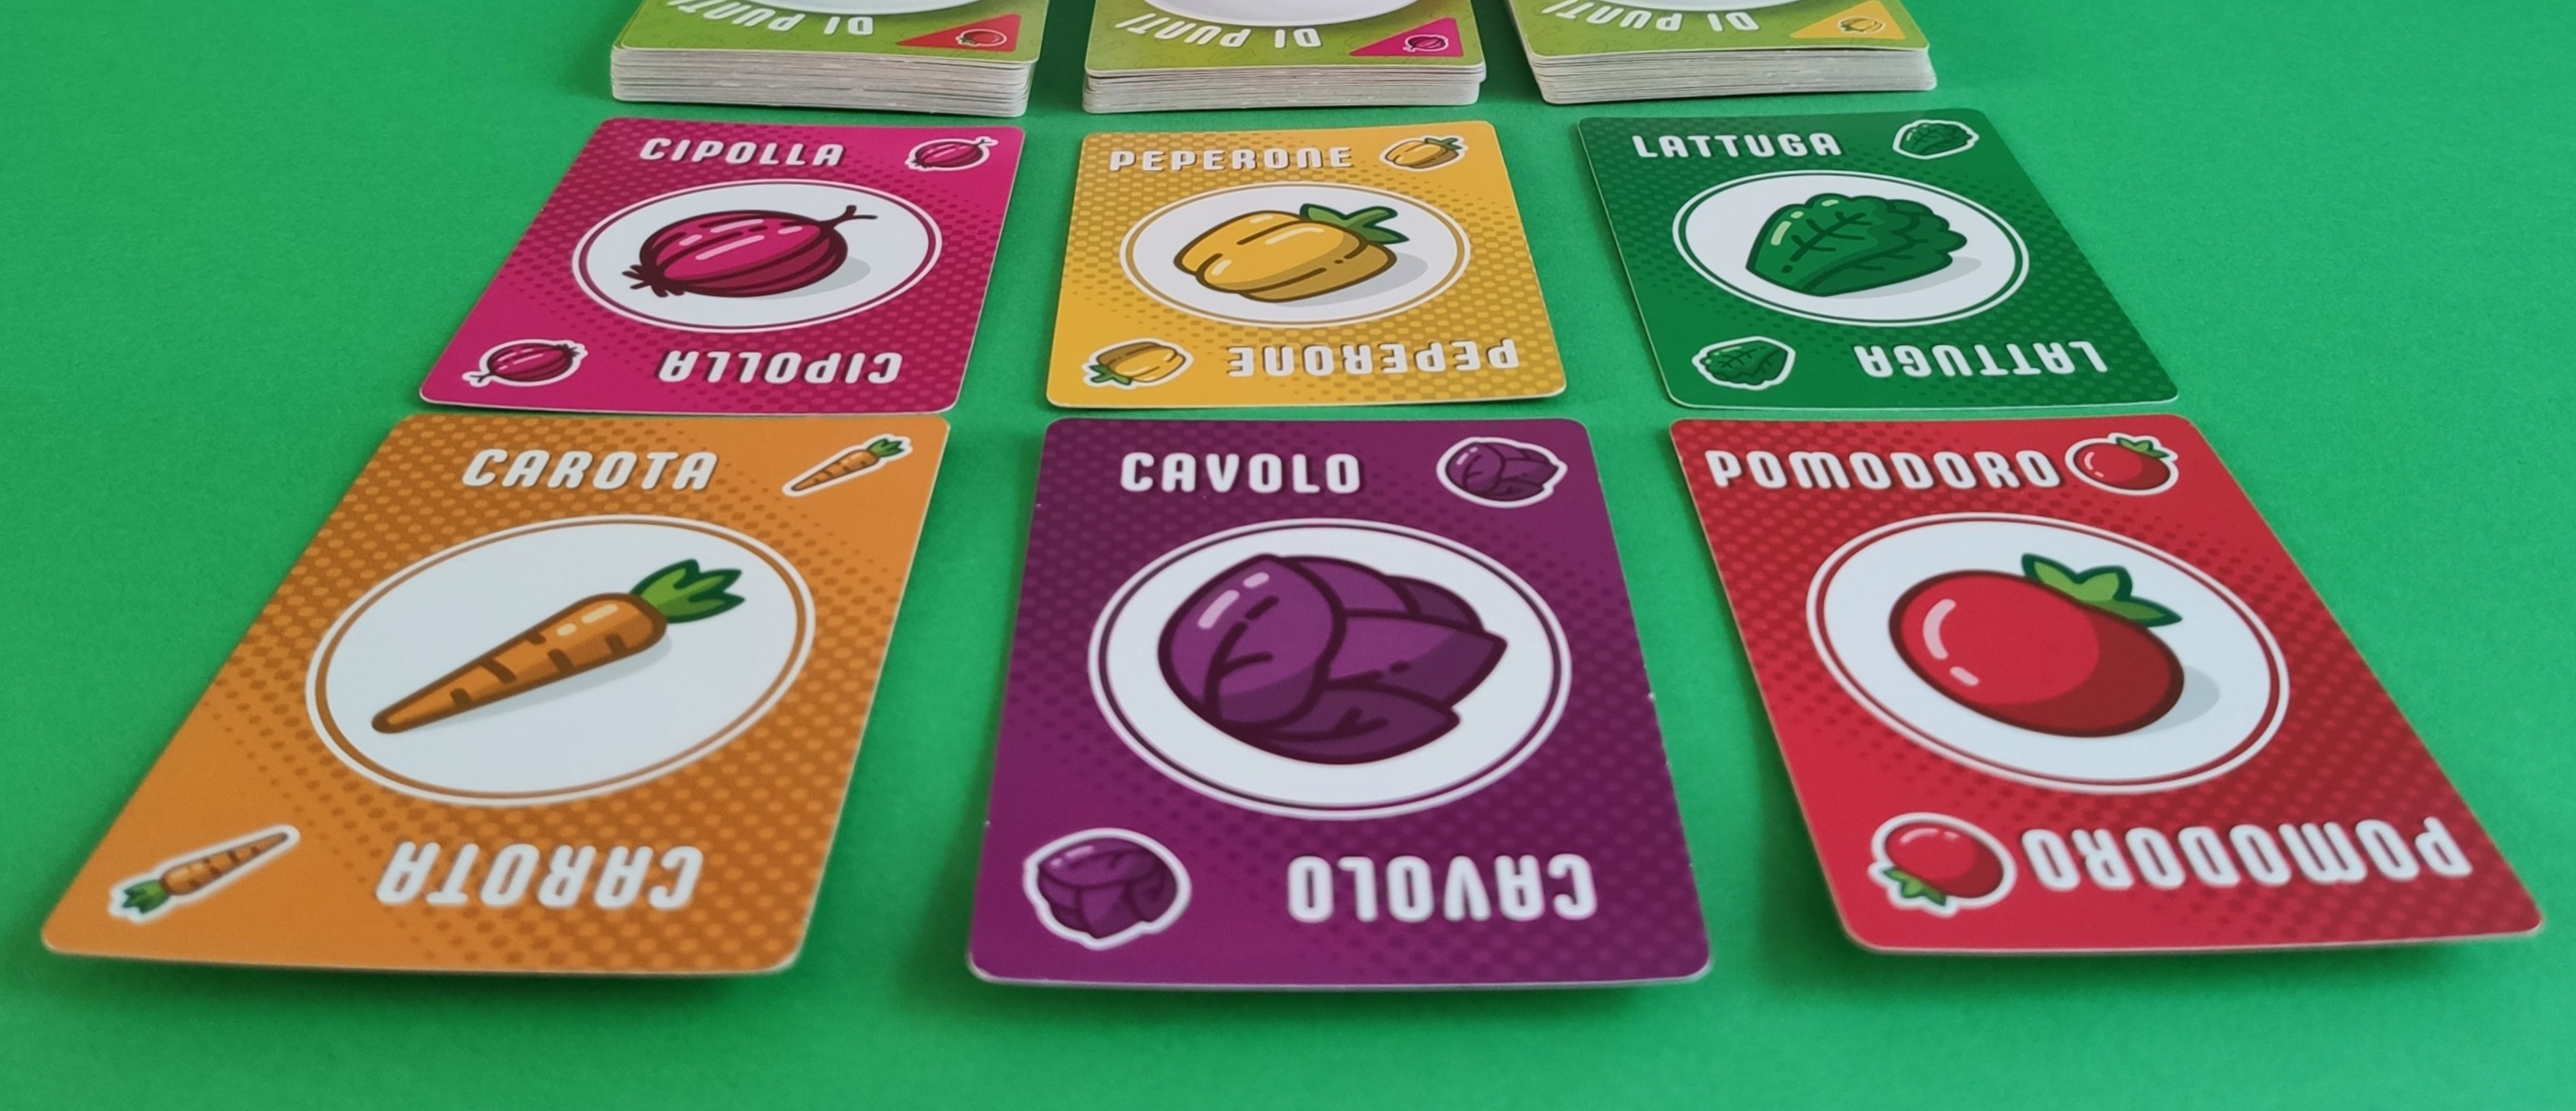 DI PUNTI
DI PUNTI
DI PUNTI
CIPOLLA
PEPERONE
LATTUGA
CIPOLLA
PEPERONE
LATTUGA
CAROTA
CAVOLO
POMODORO
CAROTA
CAVOLO
POMODORO